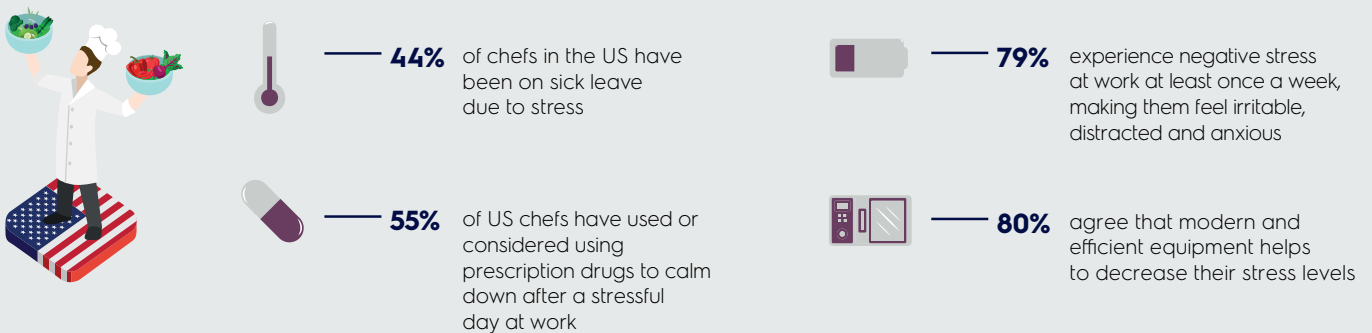 44% of chefs in the US have
been on sick leave
due to stress
79% experience negative stress
at work at least once a week,
making them feel irritable,
distracted and anxious
55% of US chefs have used or
considered using
prescription drugs to calm
down after a stressful
day at work
80% agree that modern and
efficient equipment helps
to decrease their stress levels